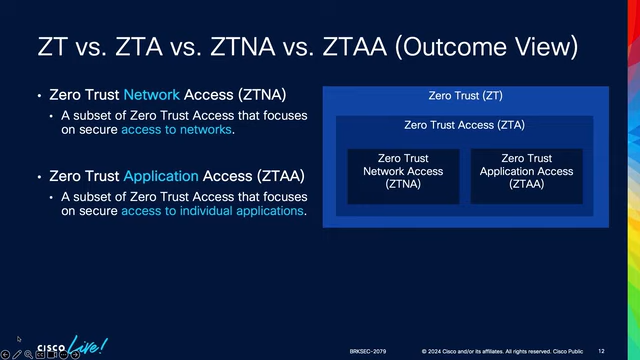 ZT vs. ZTA vs. ZTNA vs. ZTAA (Outcome View)
• Zero Trust Network Access (ZTNA)
• A subset of Zero Trust Access that focuses
on secure access to networks.
• Zero Trust Application Access (ZTAA)
• A subset of Zero Trust Access that focuses
on secure access to individual applications.
Zero Trust (ZT)
Zero Trust Access (ZTA)
Zero Trust
Network Access
(ZTNA)
Zero Trust
Application Access
(ZTAA)
CISCO Live!
BRKSEC-2079
© 2024 Cisco and/or its affiliates. All rights reserved. Cisco Public
12